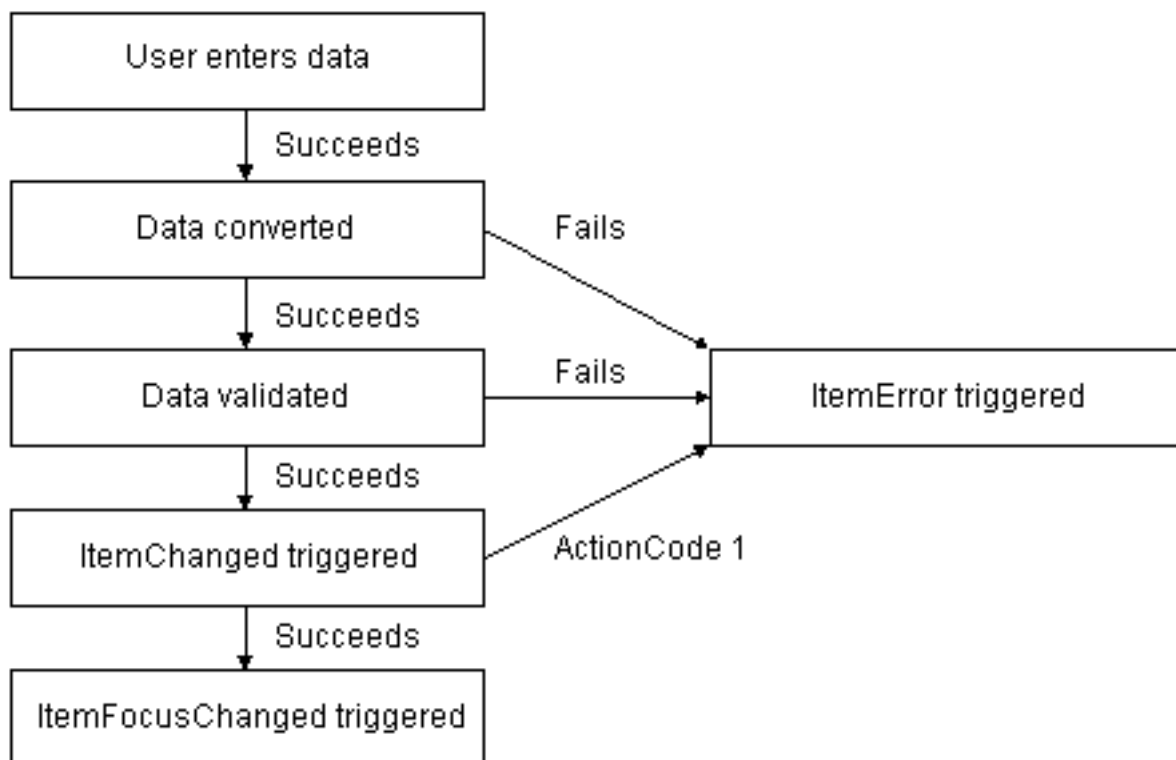 User enters data
Succeeds
Data converted
Fails
Succeeds
Data validated
Fails
ItemError triggered
Succeeds
ItemChanged triggered
ActionCode 1
Succeeds
ItemFocusChanged triggered